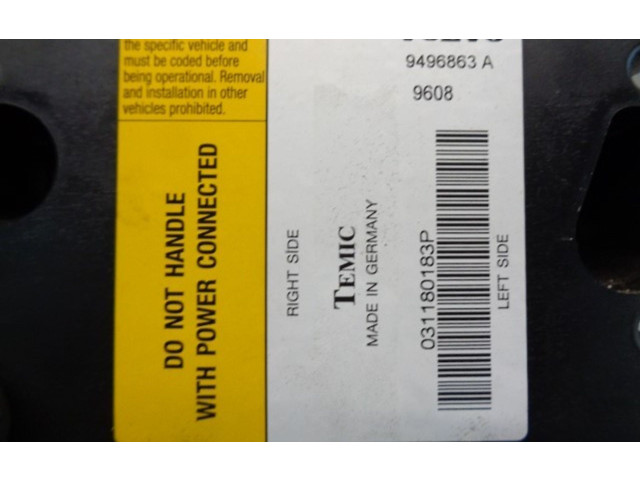 the specific vehicle and
must be coded before
being operational. Removal
and installation in other
vehicles prohibited.
DO NOT HANDLE
WITH POWER CONNECTED
9496863 A
9608
RIGHT SIDE
TEMIC
MADE IN GERMANY
031180183P
LEFT SIDE